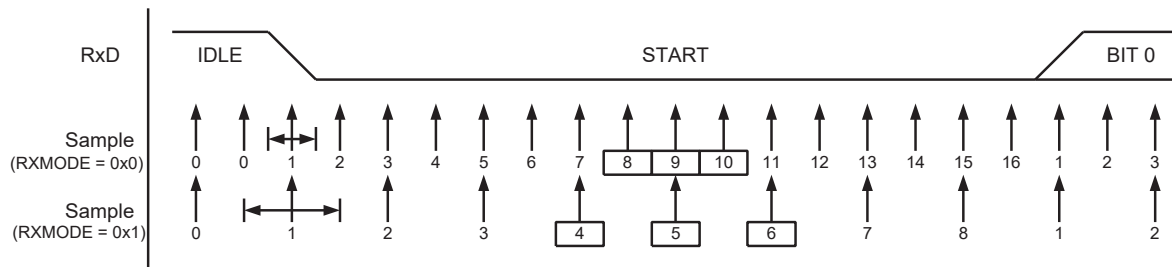 RxD IDLE START BIT 0
Sample
(RXMODE = 0x0)
0 0 1 2 3 4 5 6 7 8 9 10 11 12 13 14 15 16 1 2 3
Sample
(RXMODE = 0x1)
0 1 2 3 4 5 6 7 8 1 2